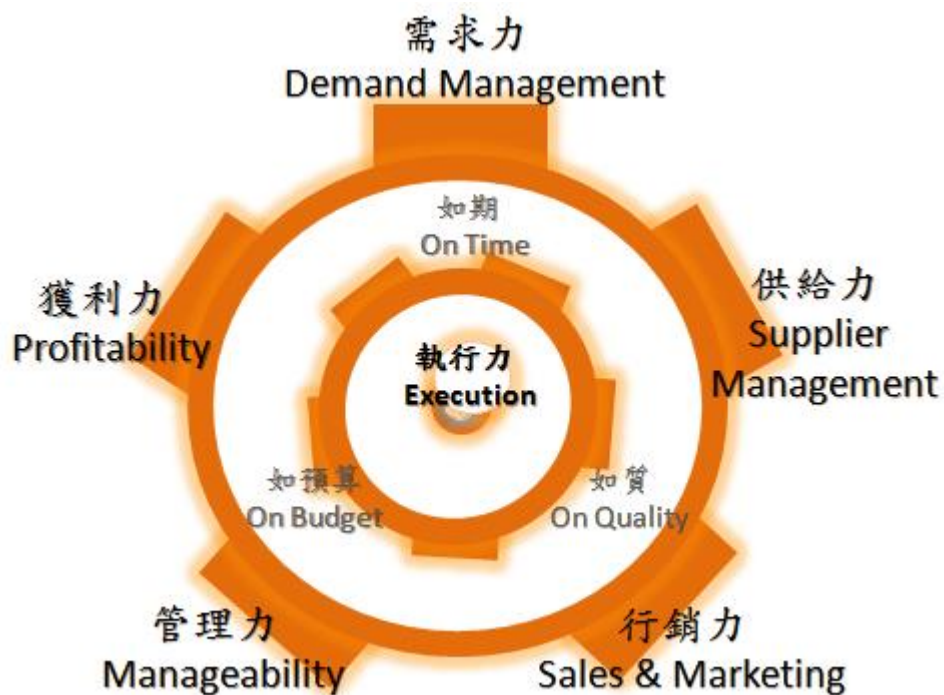 需求力
Demand Management
如期
On Time
獲利力
Profitability
供給力
Supplier
Management
執行力
Execution
如預算
On Budget
如質
On Quality
管理力
Manageability
行銷力
Sales & Marketing